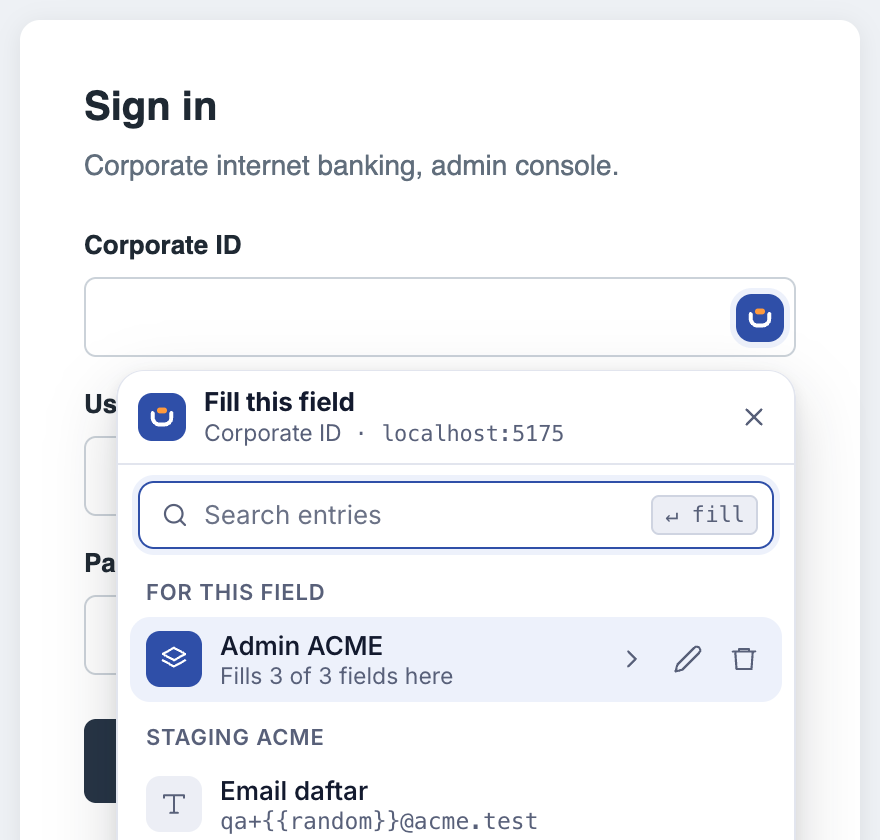 Sign in
Corporate internet banking, admin console.
Corporate ID
Us
Fill this field
Corporate ID · localhost:5175
Search entries
↵ fill
Pa
FOR THIS FIELD
Admin ACME
Fills 3 of 3 fields here
STAGING ACME
Email daftar
qa+{{random}}@acme.test